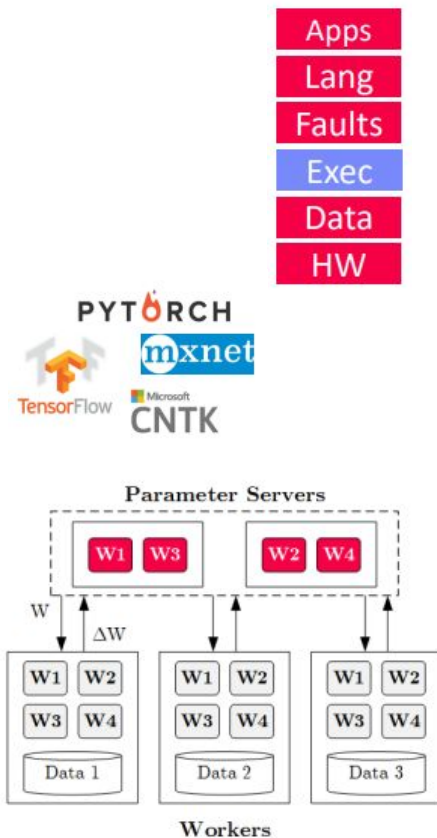 Apps
Lang
Faults
Exec
Data
HW
PYTORCH
mxnet
TensorFlow
Microsoft
CNTK
Parameter Servers
W1 W3 W2 W4
W ΔW
W1 W2 W1 W2 W1 W2
W3 W4 W3 W4 W3 W4
Data 1 Data 2 Data 3
Workers